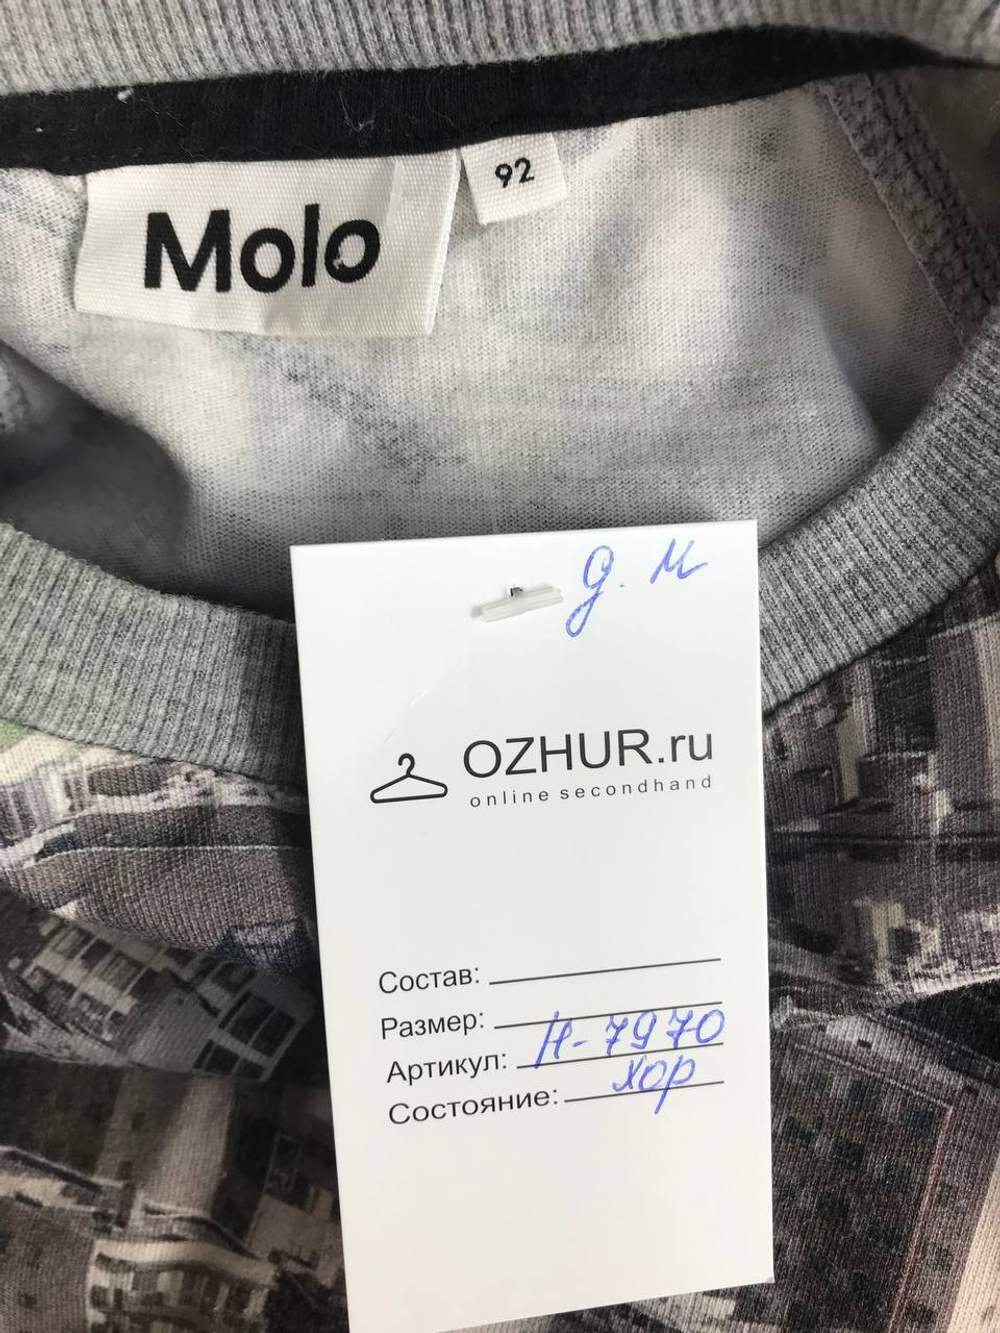 Molo
92
д. м
OZHUR.ru
online secondhand
Состав:
Размер:
Артикул: Н-7970
Состояние: хор